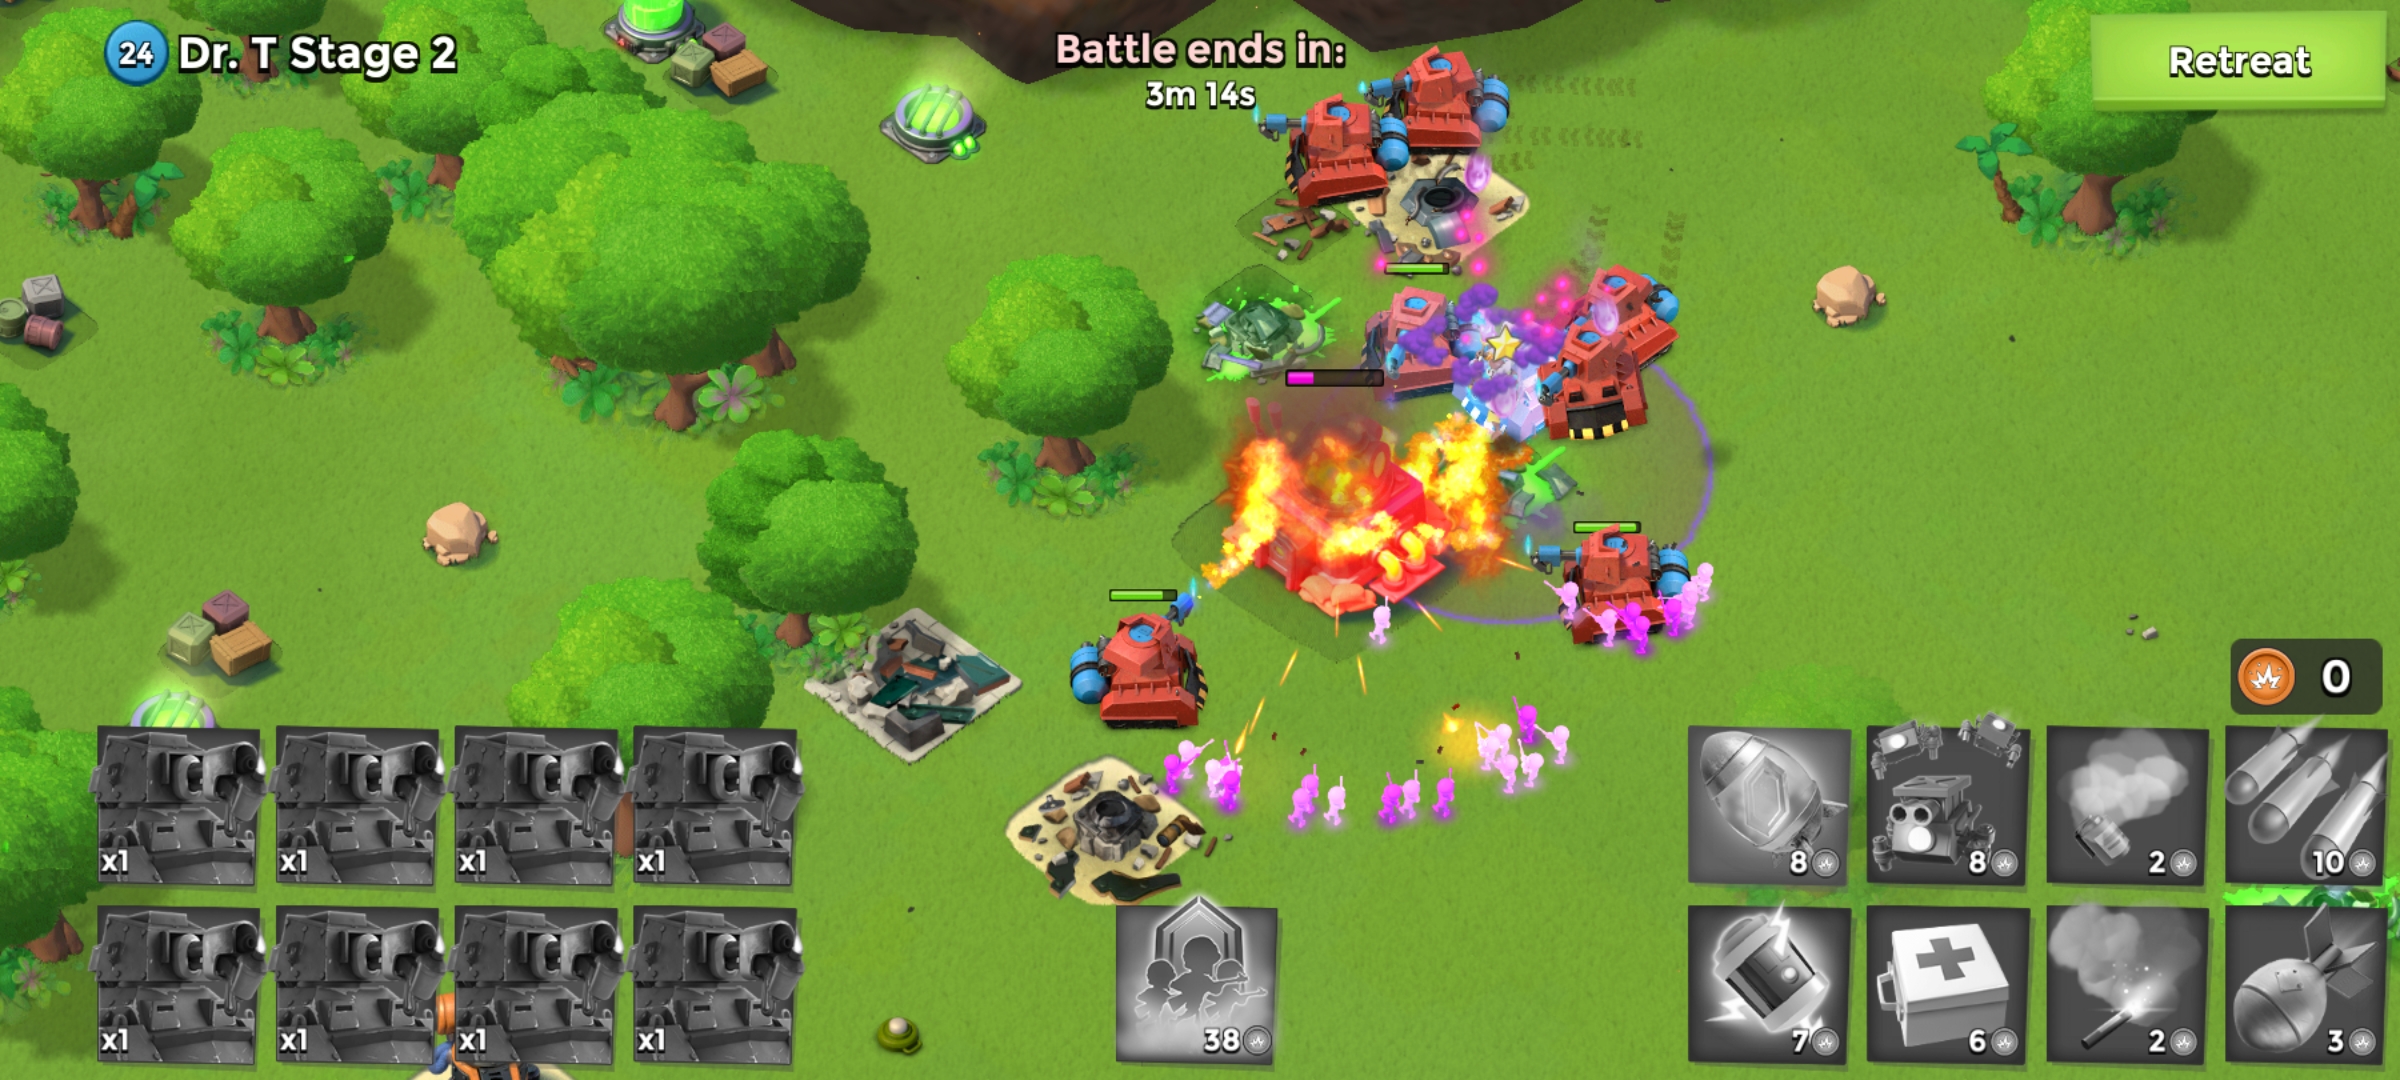 24 Dr. T Stage 2
Battle ends in:
3m 14s
Retreat
0
x1 x1 x1 x1
8 8 2 10
x1 x1 x1 x1
38
7 6 2 3